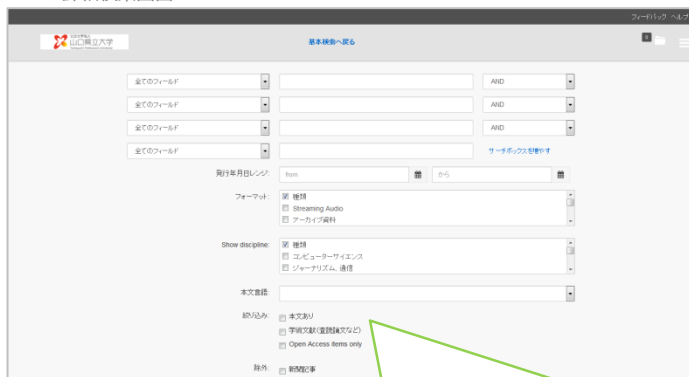 フィードバック ヘルプ
山口県立大学
基本検索へ戻る
0
全てのフィールド AND
全てのフィールド AND
全てのフィールド AND
全てのフィールド サーチボックスを増やす
発行年月日レンジ: from から
フォーマット: 種類
Streaming Audio
アーカイブ資料
Show discipline: 種類
コンピューターサイエンス
ジャーナリズム、通信
本文言語:
絞り込み: 本文あり
学術文献(査読論文など)
Open Access items only
除外: 新聞記事